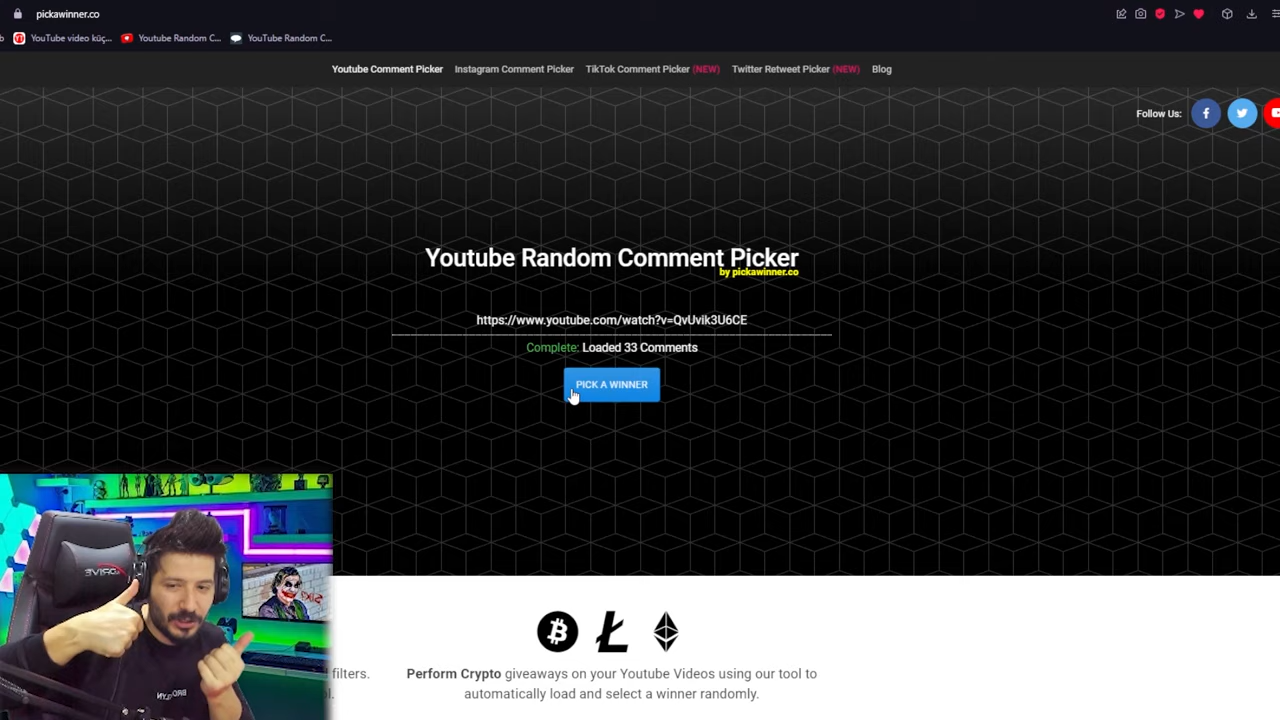 pickawinner.co
YouTube video küç...
Youtube Random C...
YouTube Random C...
Youtube Comment Picker
Instagram Comment Picker
TikTok Comment Picker (NEW)
Twitter Retweet Picker (NEW)
Blog
Follow Us:
Youtube Random Comment Picker
by pickawinner.co
https://www.youtube.com/watch?v=QvUvik3U6CE
Complete: Loaded 33 Comments
PICK A WINNER
filters.
Perform Crypto giveaways on your Youtube Videos using our tool to
automatically load and select a winner randomly.